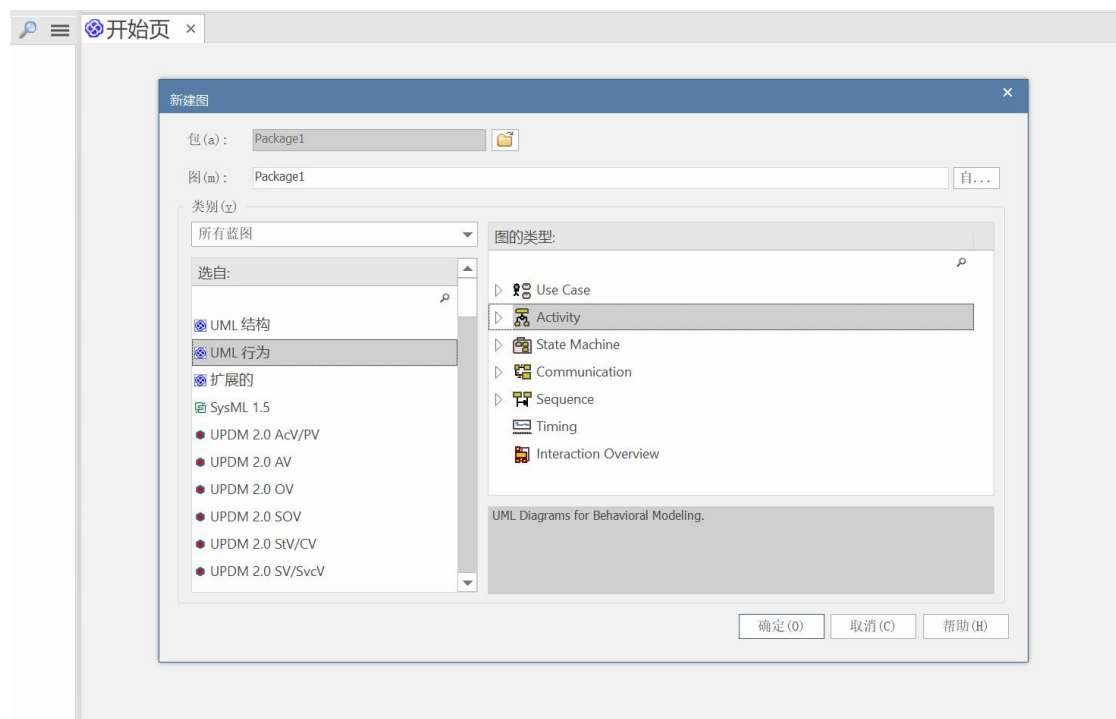 开始页
新建图
包(a): Package1
图(m): Package1 自...
类别(y)
所有蓝图
选自:
UML 结构
UML 行为
扩展的
SysML 1.5
UPDM 2.0 AcV/PV
UPDM 2.0 AV
UPDM 2.0 OV
UPDM 2.0 SOV
UPDM 2.0 StV/CV
UPDM 2.0 SV/SvcV
图的类型:
Use Case
Activity
State Machine
Communication
Sequence
Timing
Interaction Overview
UML Diagrams for Behavioral Modeling.
确定(O) 取消(C) 帮助(H)